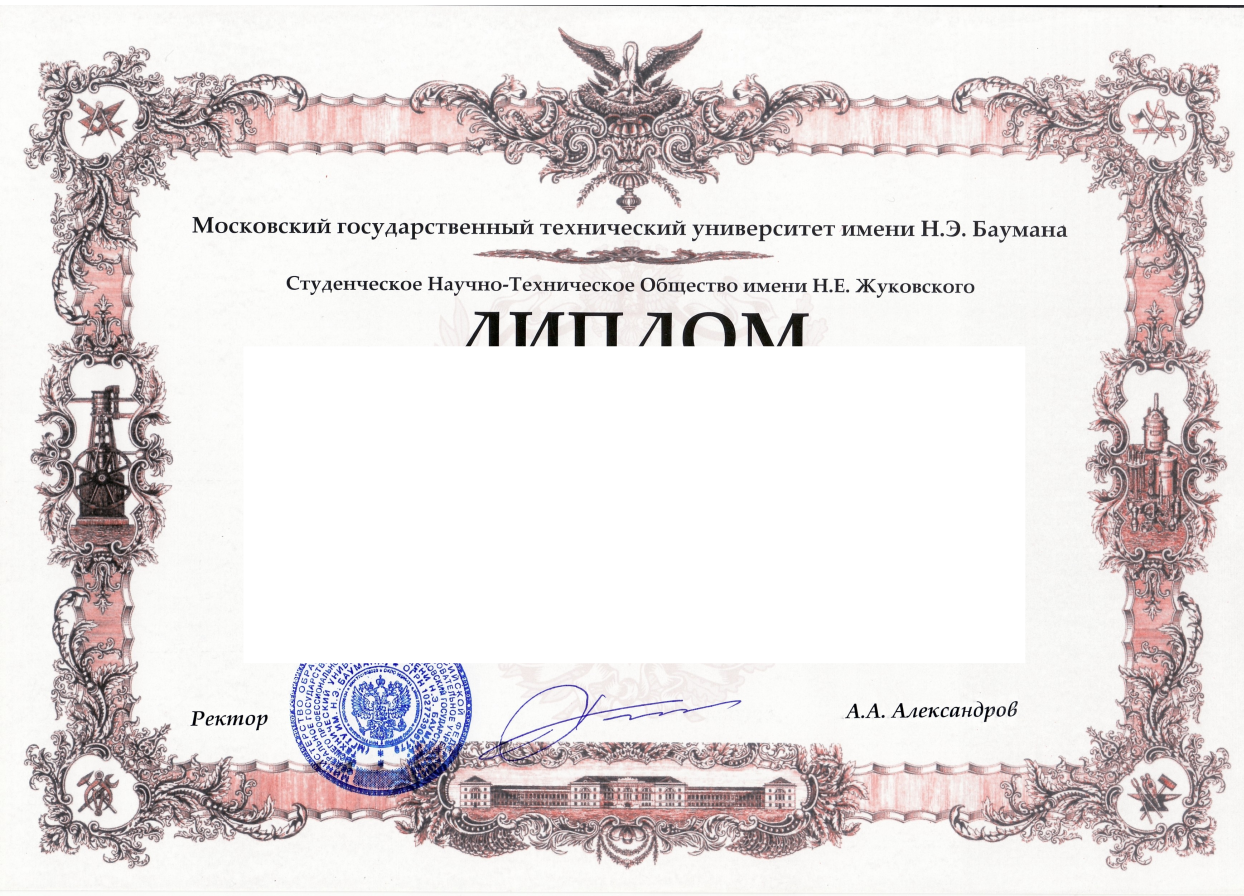 Московский государственный технический университет имени Н.Э. Баумана
Студенческое Научно-Техническое Общество имени Н.Е. Жуковского
ДИПЛОМ
Ректор
А.А. Александров